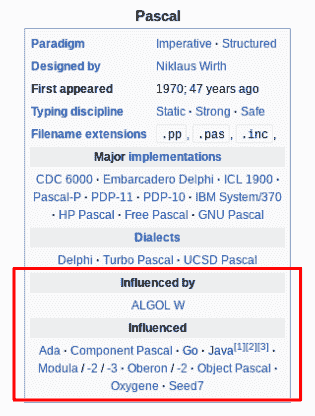 Pascal
Paradigm Imperative · Structured
Designed by Niklaus Wirth
First appeared 1970; 47 years ago
Typing discipline Static · Strong · Safe
Filename extensions .pp , .pas , .inc ,
Major implementations
CDC 6000 · Embarcadero Delphi · ICL 1900 ·
Pascal-P · PDP-11 · PDP-10 · IBM System/370
· HP Pascal · Free Pascal · GNU Pascal
Dialects
Delphi · Turbo Pascal · UCSD Pascal
Influenced by
ALGOL W
Influenced
Ada · Component Pascal · Go · Java[1][2][3] ·
Modula / -2 / -3 · Oberon / -2 · Object Pascal ·
Oxygene · Seed7